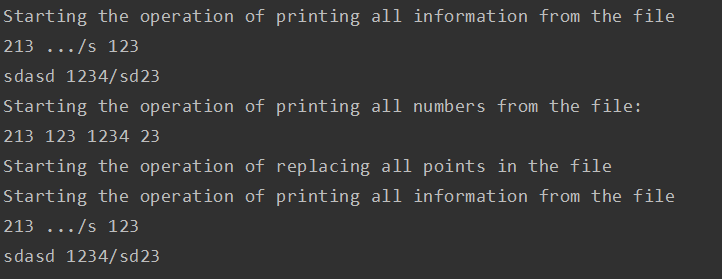 Starting the operation of printing all information from the file
213 .../s 123
sdasd 1234/sd23
Starting the operation of printing all numbers from the file:
213 123 1234 23
Starting the operation of replacing all points in the file
Starting the operation of printing all information from the file
213 .../s 123
sdasd 1234/sd23